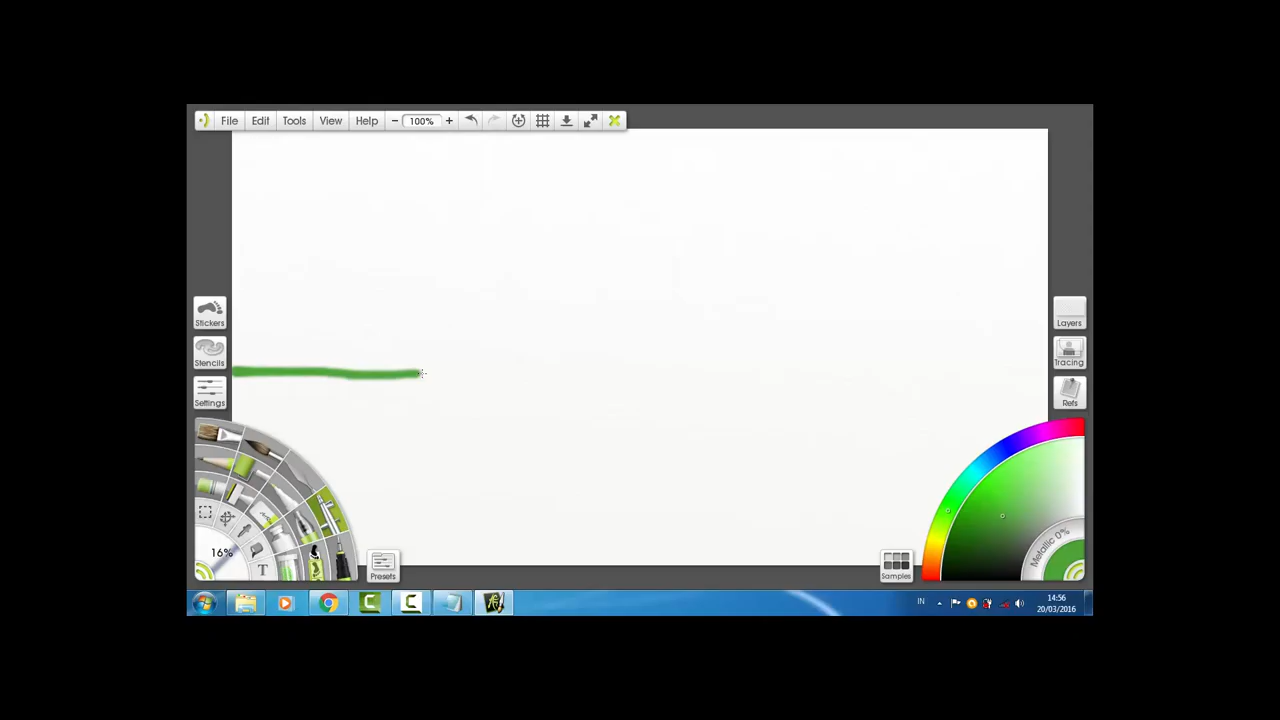 File Edit Tools View Help − 100% +
Stickers
Stencils
Settings
Layers
Tracing
Refs
16%
T
Presets
Samples
Metallic 0%
IN
14:56
20/03/2016